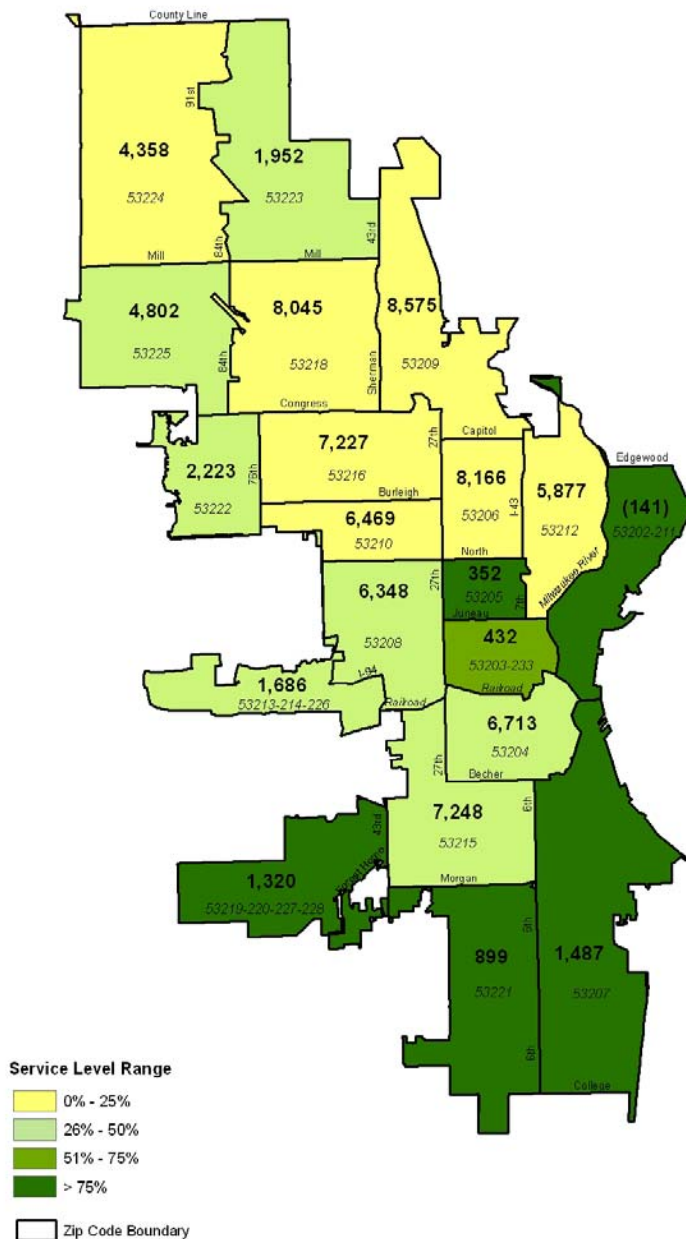 County Line
91st
4,358
53224
1,952
53223
Mill
84th
Mill
43rd
4,802
53225
84th
8,045
53218
Sherman
8,575
53209
Congress
27th
Capitol
7,227
53216
Burleigh
2,223
53222
76th
8,166
53206
I-43
5,877
53212
Edgewood
(141)
53202-211
6,469
53210
North
Milwaukee River
352
53205
Juneau
7th
27th
6,348
53208
I-94
432
53203-233
Railroad
Railroad
1,686
53213-214-226
6,713
53204
27th
Becher
6th
7,248
53215
Morgan
43rd
1,320
53219-220-227-228
6th
899
53221
1,487
53207
6th
College
Service Level Range
0% - 25%
26% - 50%
51% - 75%
> 75%
Zip Code Boundary